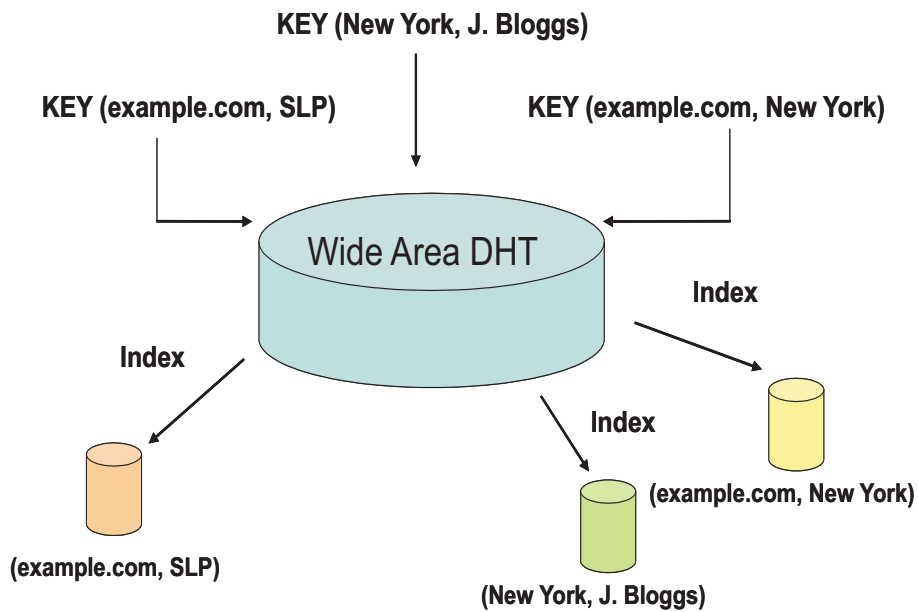 KEY (New York, J. Bloggs)
KEY (example.com, SLP)
KEY (example.com, New York)
Wide Area DHT
Index
Index
Index
(example.com, New York)
(example.com, SLP)
(New York, J. Bloggs)